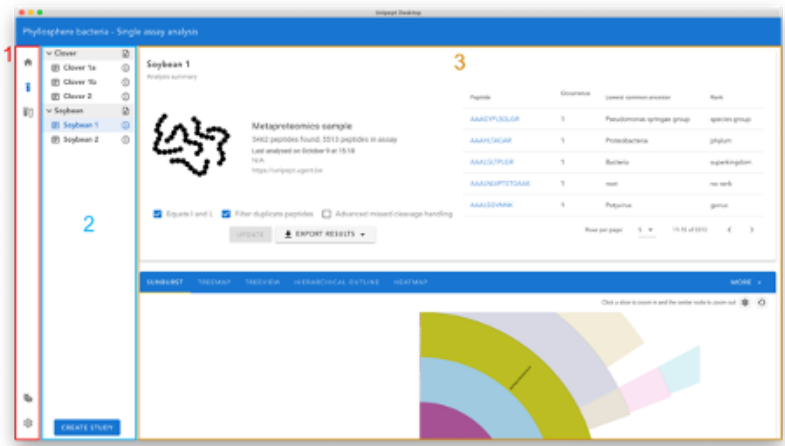 Unipept Desktop
Phyllosphere bacteria - Single assay analysis
1
Clover
Clover 1a
Clover 1b
Clover 2
Soybean
Soybean 1
Soybean 2
2
CREATE STUDY
3
Soybean 1
Analysis summary
Metaproteomics sample
peptides found, 5513 peptides in assay
Last analysed on October 9 at 15:18
N/A
https://unipept.ugent.be
Equate I and L
Filter duplicate peptides
Advanced missed cleavage handling
UPDATE
EXPORT RESULTS
Peptide Occurrence Lowest common ancestor Rank
1 Pseudomonas syringae group species group
1 Proteobacteria phylum
1 Bacteria superkingdom
1 root no rank
1 genus
Rows per page: 5
SUNBURST TREEMAP TREEVIEW HIERARCHICAL OUTLINE HEATMAP MORE
Click a slice to zoom in and the center node to zoom out